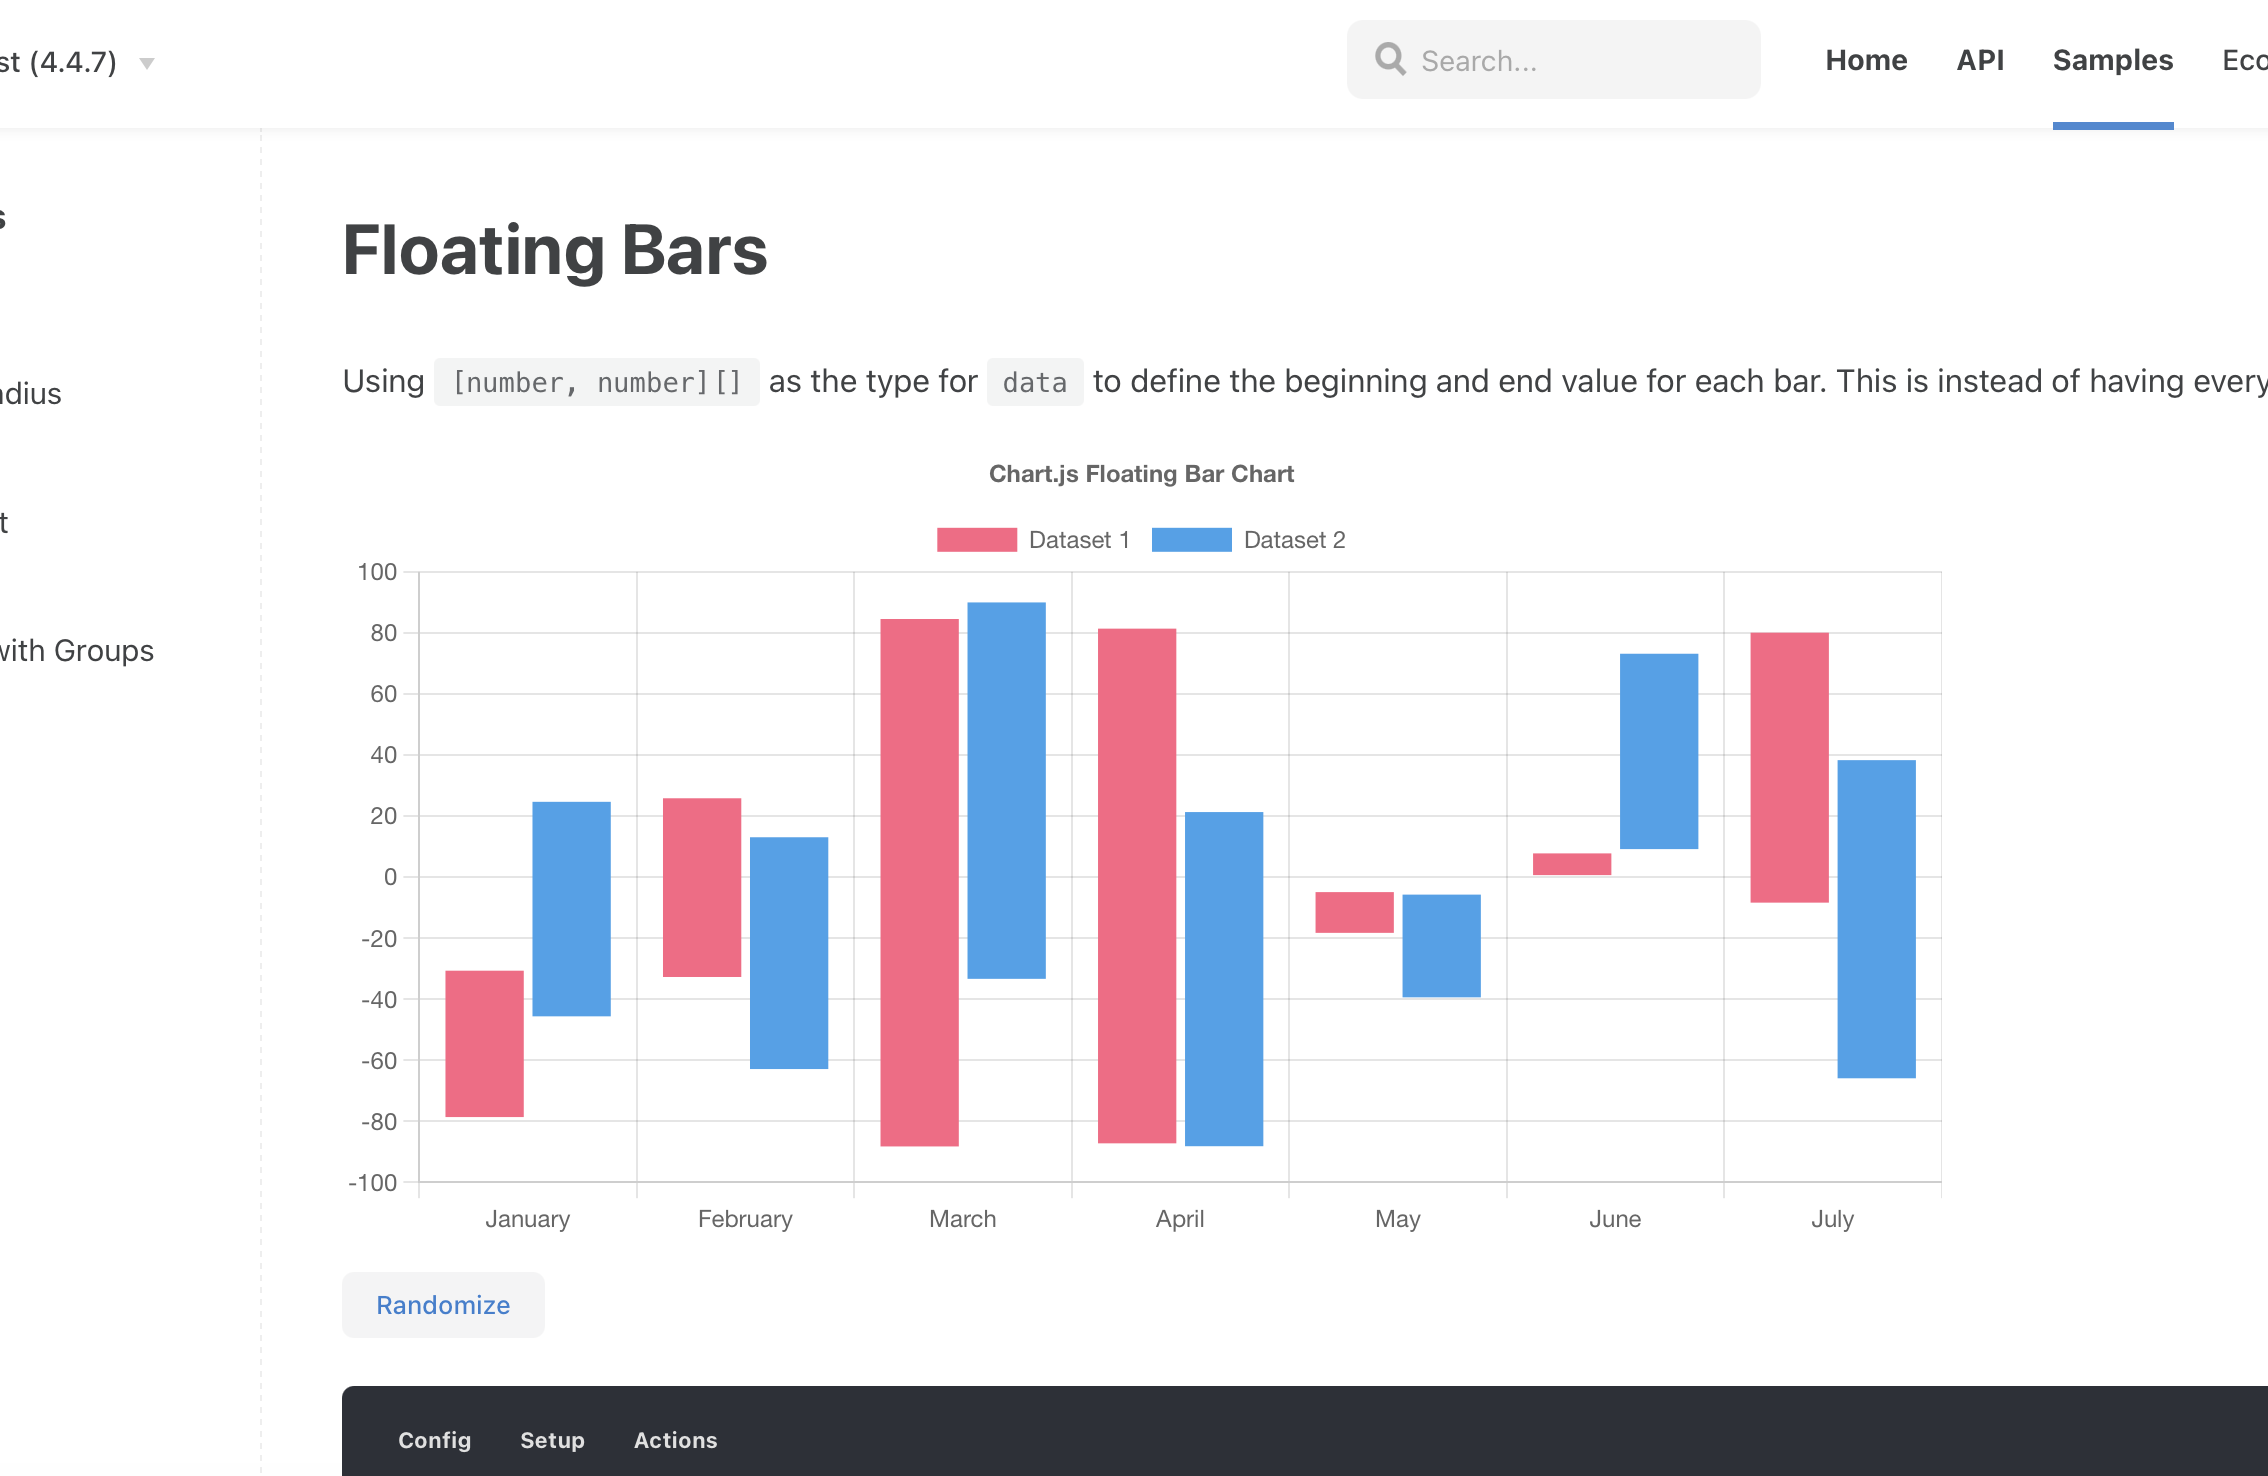 st (4.4.7)
Search...
Home
API
Samples
Eco
s
dius
t
with Groups
Floating Bars
Using [number, number][] as the type for data to define the beginning and end value for each bar. This is instead of having every
Chart.js Floating Bar Chart
Dataset 1
Dataset 2
100
80
60
40
20
0
-20
-40
-60
-80
-100
January
February
March
April
May
June
July
Randomize
Config
Setup
Actions